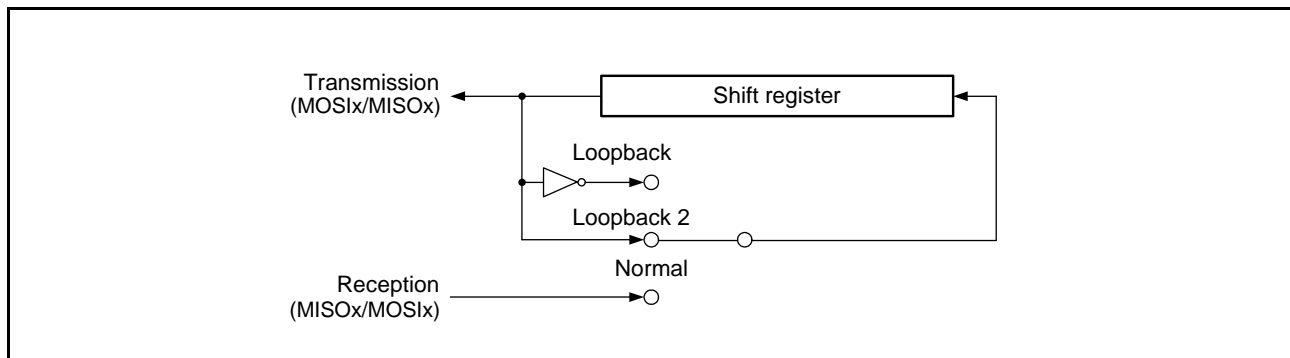 Transmission
(MOSIx/MISOx)
Shift register
Loopback
Loopback 2
Normal
Reception
(MISOx/MOSIx)